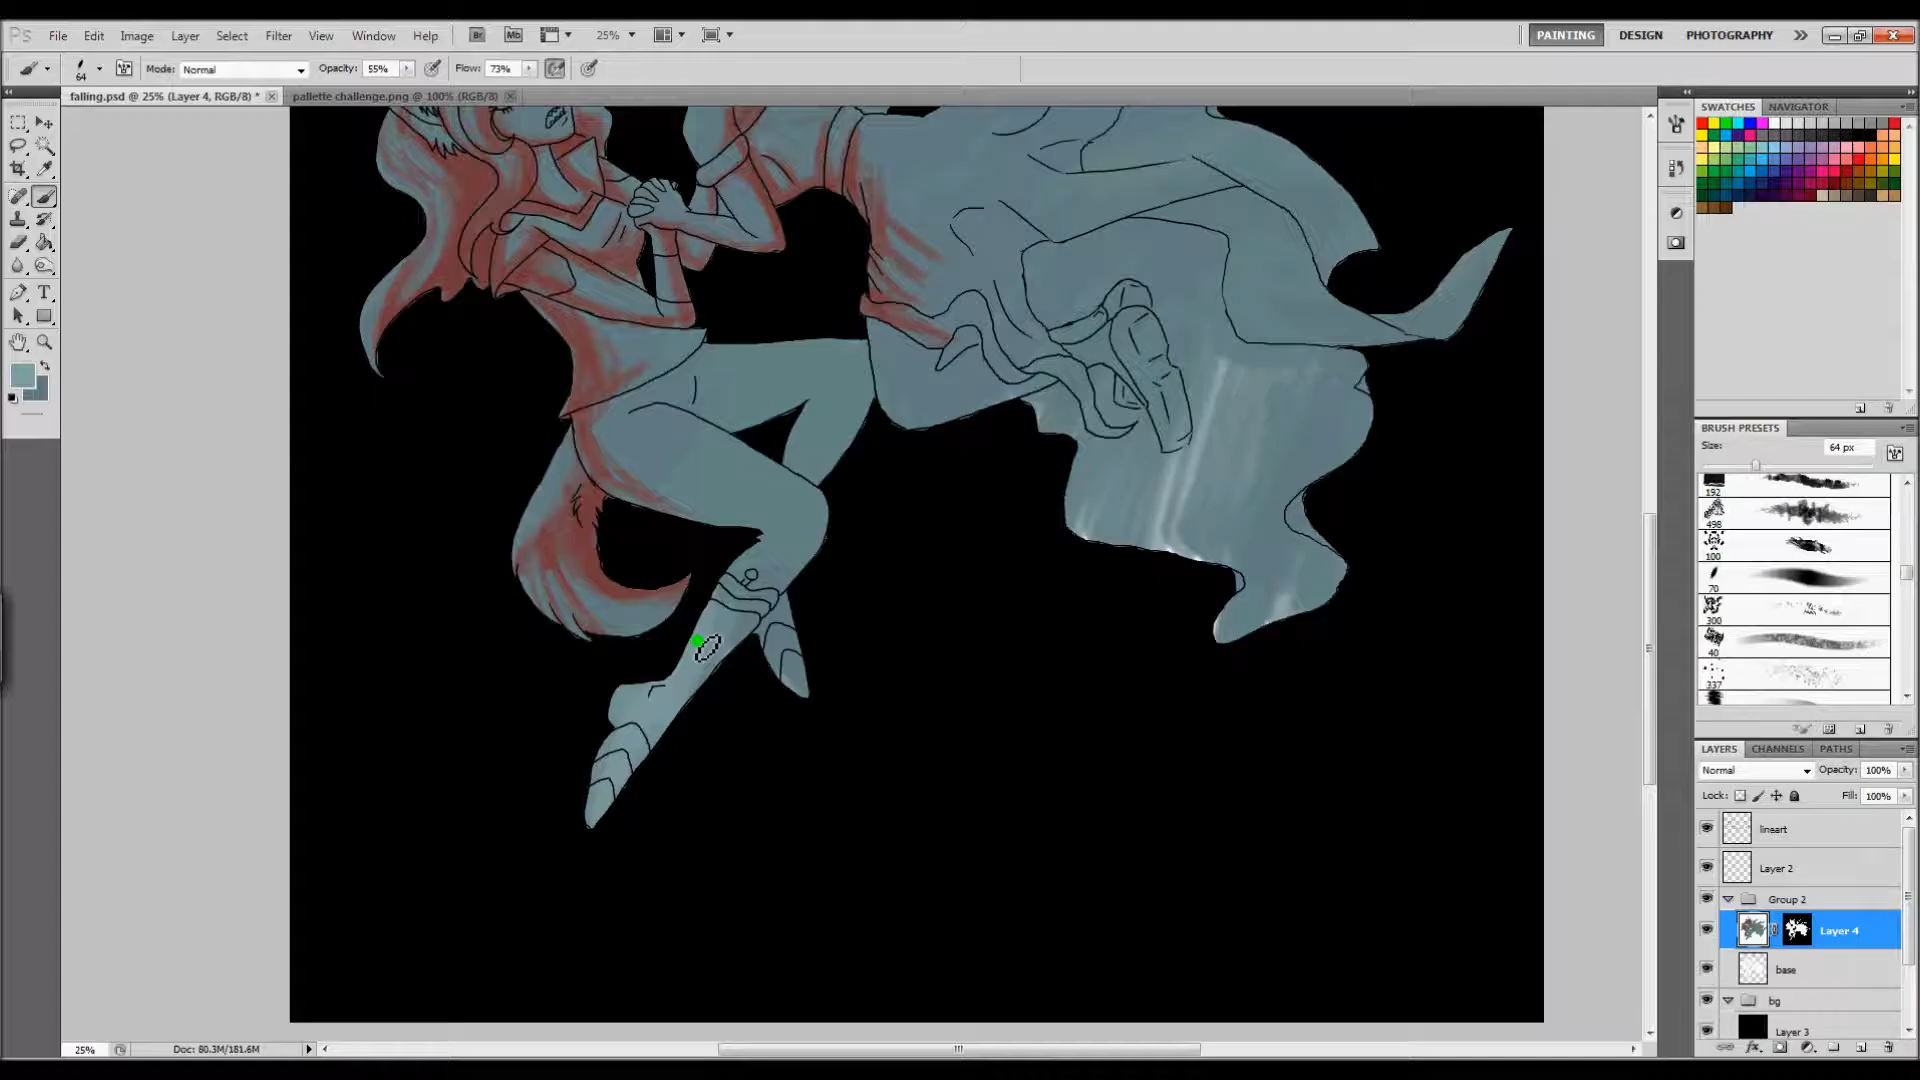 Ps File Edit Image Layer Select Filter View Window Help Br Mb 25% PAINTING DESIGN PHOTOGRAPHY
64 Mode: Normal Opacity: 55% Flow: 73%
falling.psd @ 25% (Layer 4, RGB/8) * pallette challenge.png @ 100% (RGB/8)
SWATCHES NAVIGATOR
BRUSH PRESETS
Size: 64 px
192
498
100
70
300
40
337
LAYERS CHANNELS PATHS
Normal Opacity: 100%
Lock: Fill: 100%
lineart
Layer 2
Group 2
Layer 4
base
bg
Layer 3
25% Doc: 80.3M/181.6M
fx